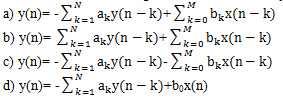 a) y(n)= -∑_{k=1}^{N} a_k y(n − k)+∑_{k=0}^{M} b_k x(n − k)
b) y(n)= ∑_{k=1}^{N} a_k y(n − k)+∑_{k=0}^{M} b_k x(n − k)
c) y(n)= -∑_{k=1}^{N} a_k y(n − k)-∑_{k=0}^{M} b_k x(n − k)
d) y(n)= -∑_{k=1}^{N} a_k y(n − k)+b_0 x(n)